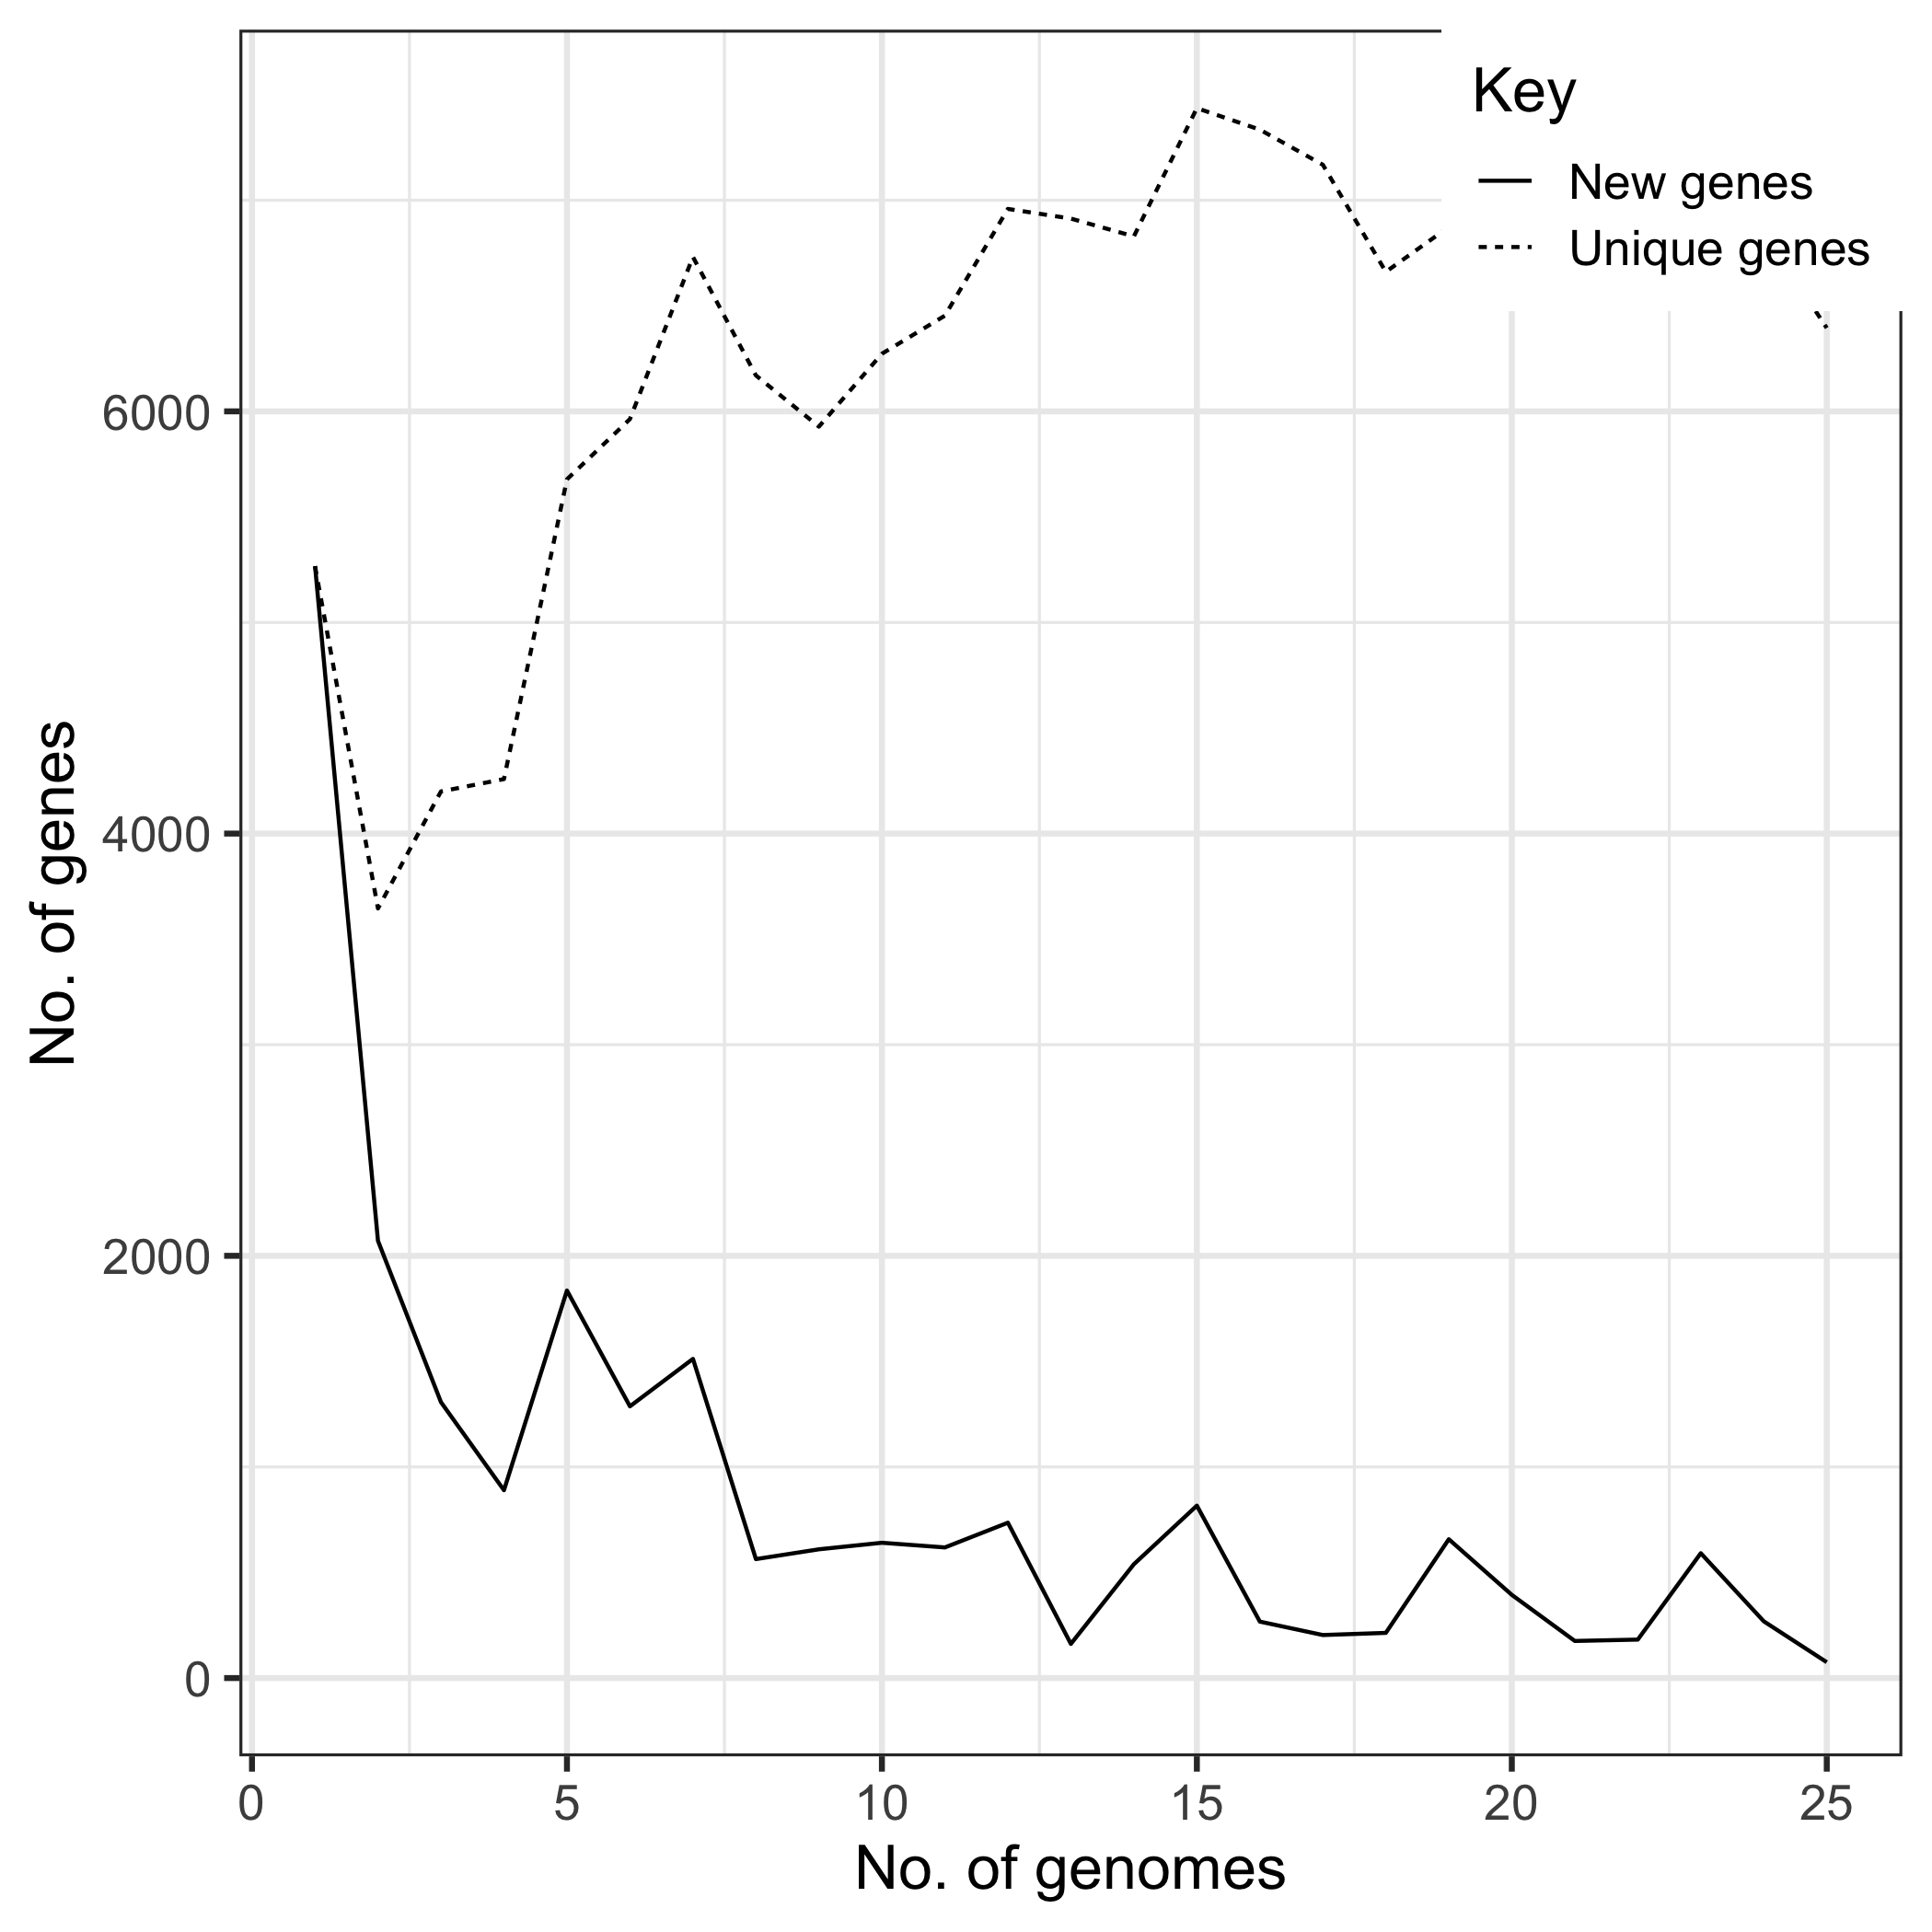 Key
New genes
Unique genes
No. of genes
6000
4000
2000
0
0 5 10 15 20 25
No. of genomes